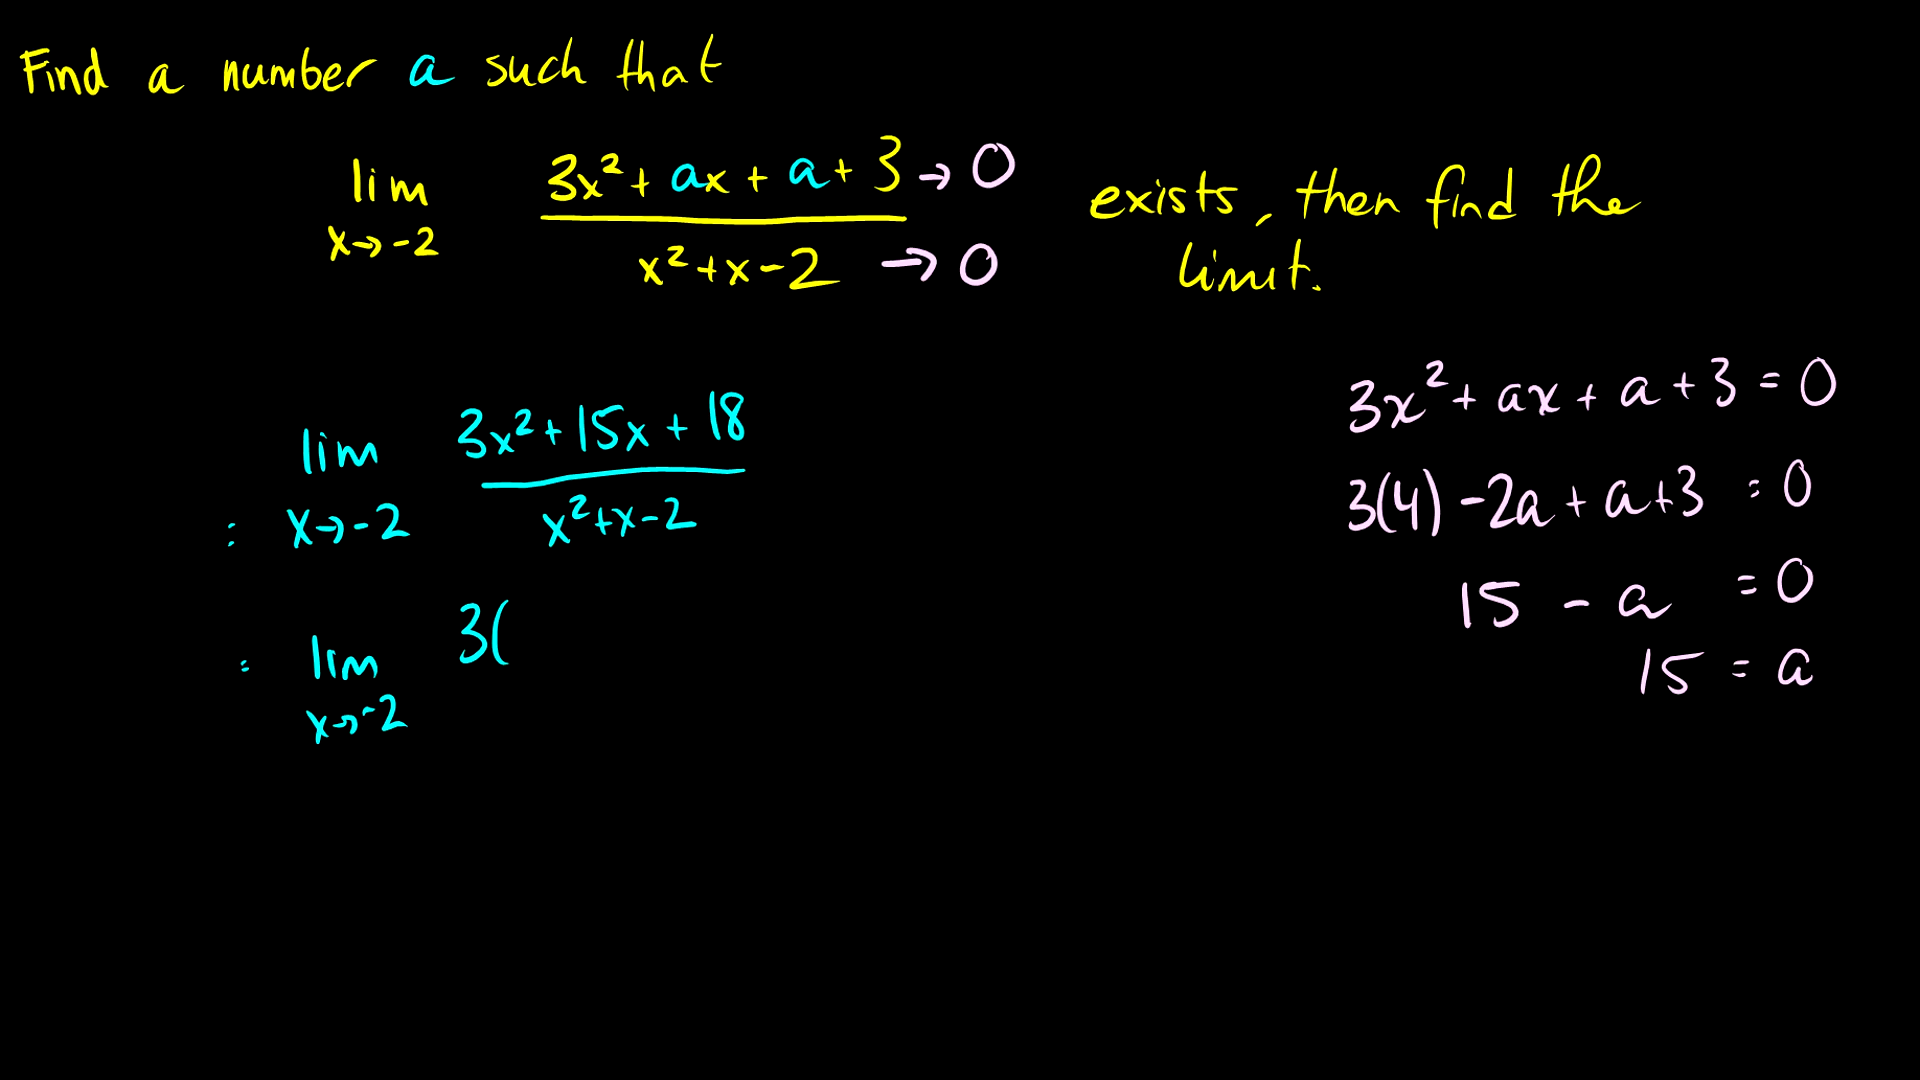 Find a number a such that
lim x→-2 3x²+ax+a+3→0 / x²+x-2→0 exists, then find the
limit.
3x²+ax+a+3=0
= lim x→-2 3x²+15x+18 / x²+x-2
3(4)-2a+a+3=0
15-a=0
= lim x→-2 3(
15=a